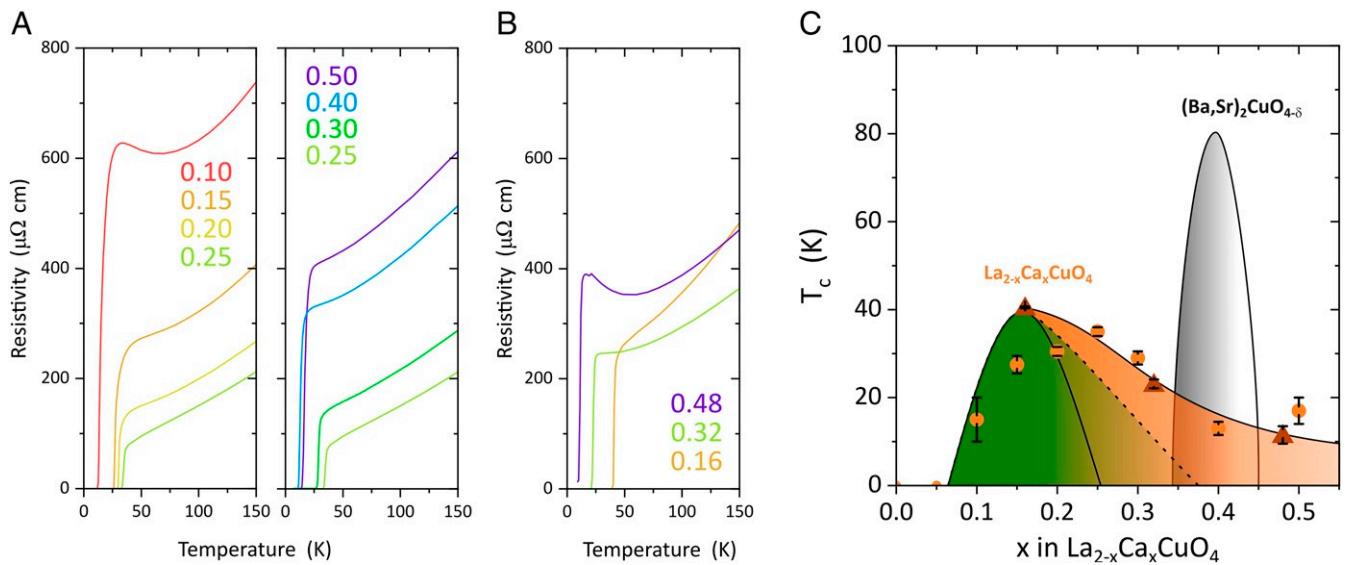 A
Resistivity (μΩ cm)
800
600
400
200
0
0.10
0.15
0.20
0.25
0 50 100 150
0.50
0.40
0.30
0.25
0 50 100 150
Temperature (K)
B
Resistivity (μΩ cm)
800
600
400
200
0
0.48
0.32
0.16
0 50 100 150
Temperature (K)
C
T_c (K)
100
80
60
40
20
0
(Ba,Sr)₂CuO₄₋δ
La₂₋ₓCaₓCuO₄
0.1 0.2 0.3 0.4 0.5
x in La₂₋ₓCaₓCuO₄